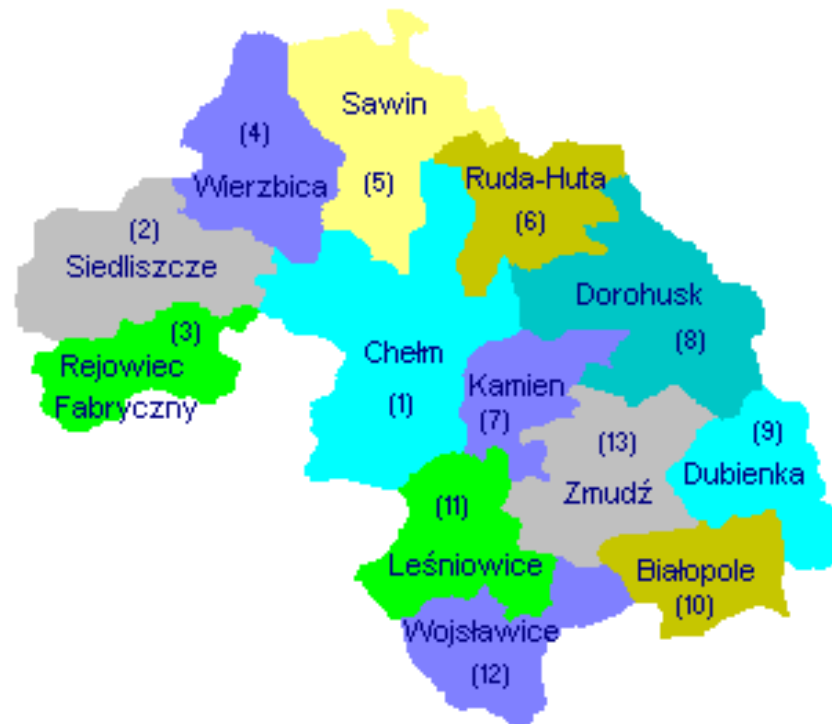 Sawin
(4)
Wierzbica
(5)
Ruda-Huta
(6)
(2)
Siedliszcze
Dorohusk
(8)
(3)
Rejowiec
Fabryczny
Chełm
(1)
Kamien
(7)
(9)
Dubienka
(13)
Zmudź
(11)
Leśniowice
Białopole
(10)
Wojsławice
(12)